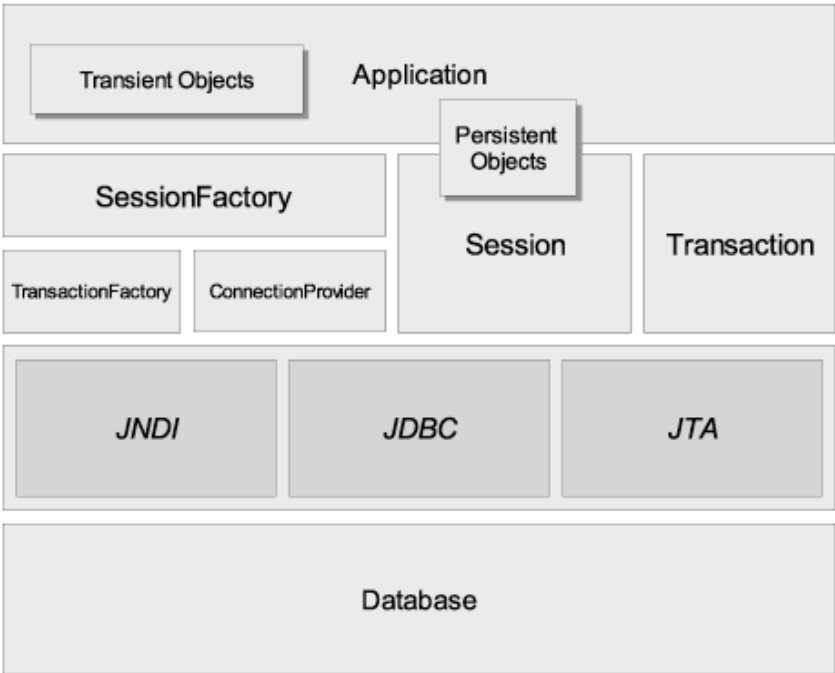 Transient Objects
Application
Persistent
Objects
SessionFactory
Session
Transaction
TransactionFactory
ConnectionProvider
JNDI
JDBC
JTA
Database